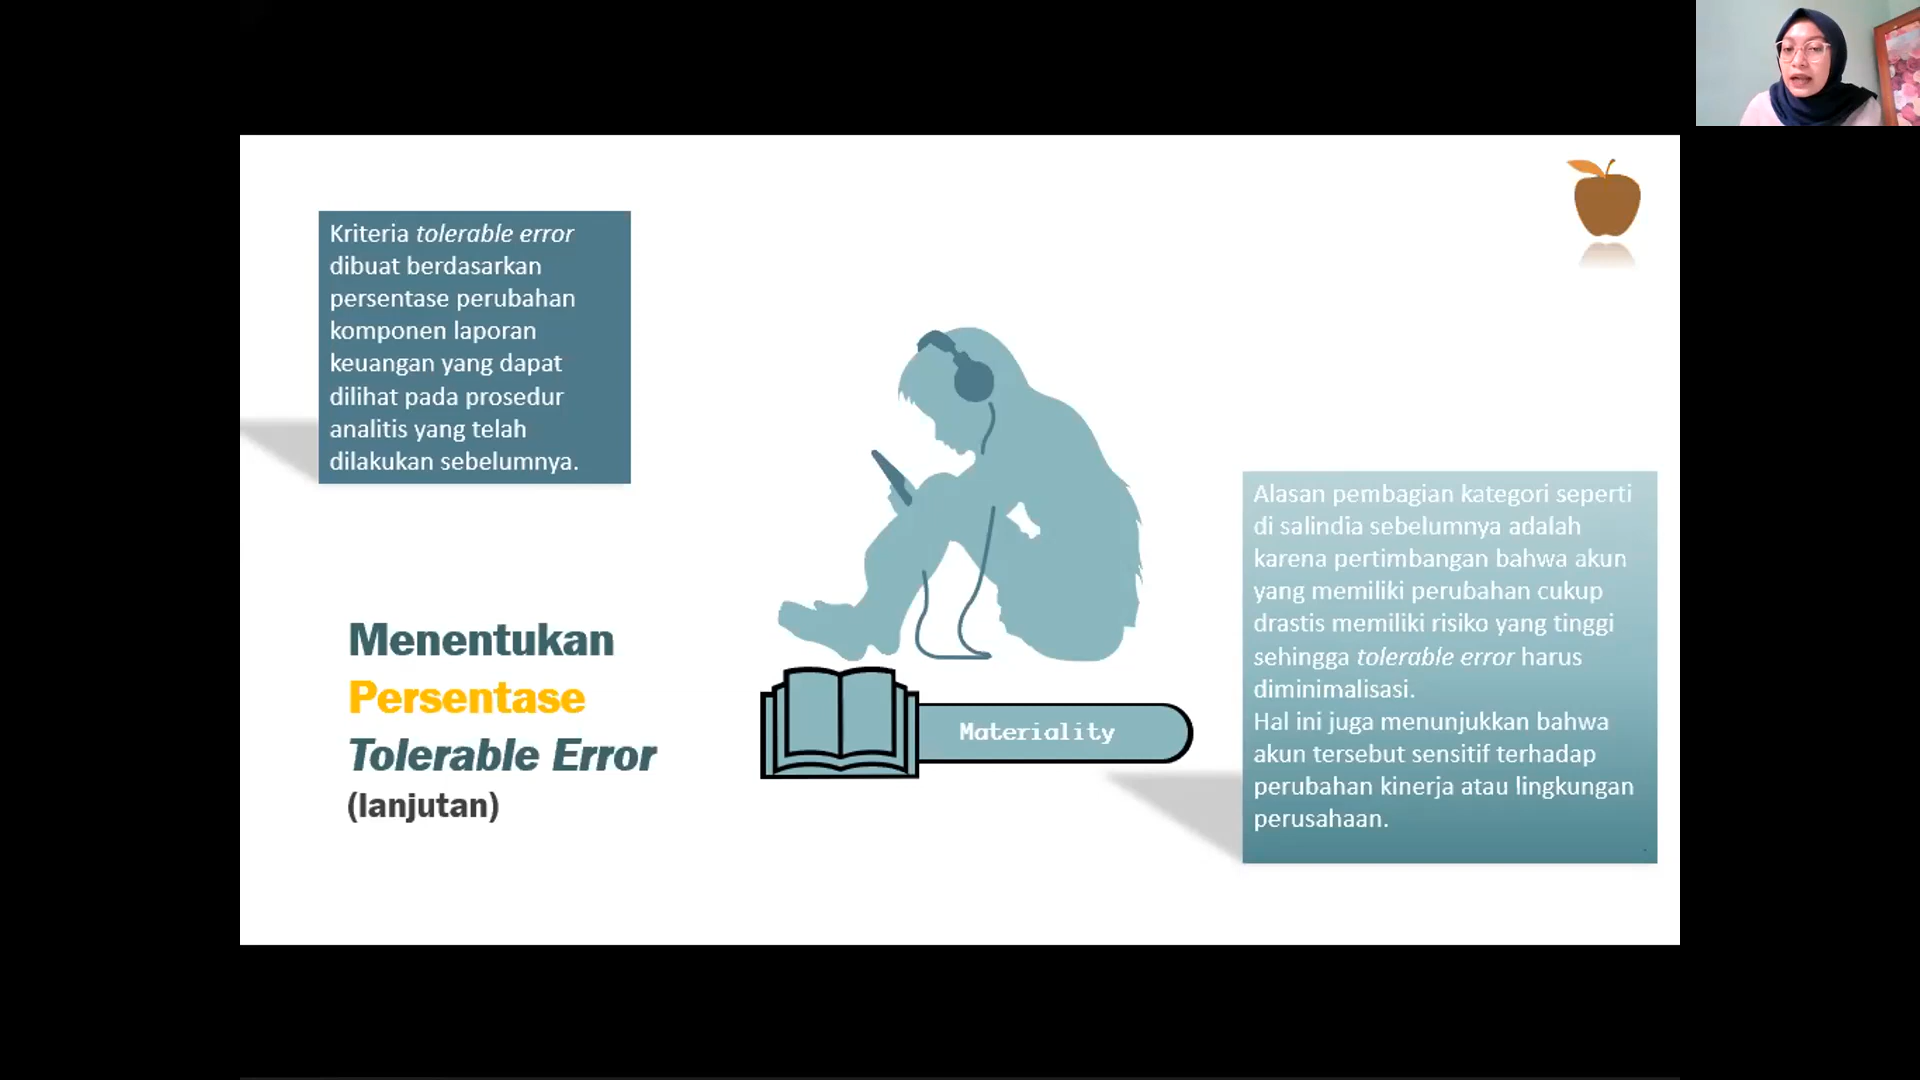 Kriteria tolerable error
dibuat berdasarkan
persentase perubahan
komponen laporan
keuangan yang dapat
dilihat pada prosedur
analitis yang telah
dilakukan sebelumnya.
Menentukan
Persentase
Tolerable Error
(lanjutan)
Materiality
Alasan pembagian kategori seperti
di salindia sebelumnya adalah
karena pertimbangan bahwa akun
yang memiliki perubahan cukup
drastis memiliki risiko yang tinggi
sehingga tolerable error harus
diminimalisasi.
Hal ini juga menunjukkan bahwa
akun tersebut sensitif terhadap
perubahan kinerja atau lingkungan
perusahaan.